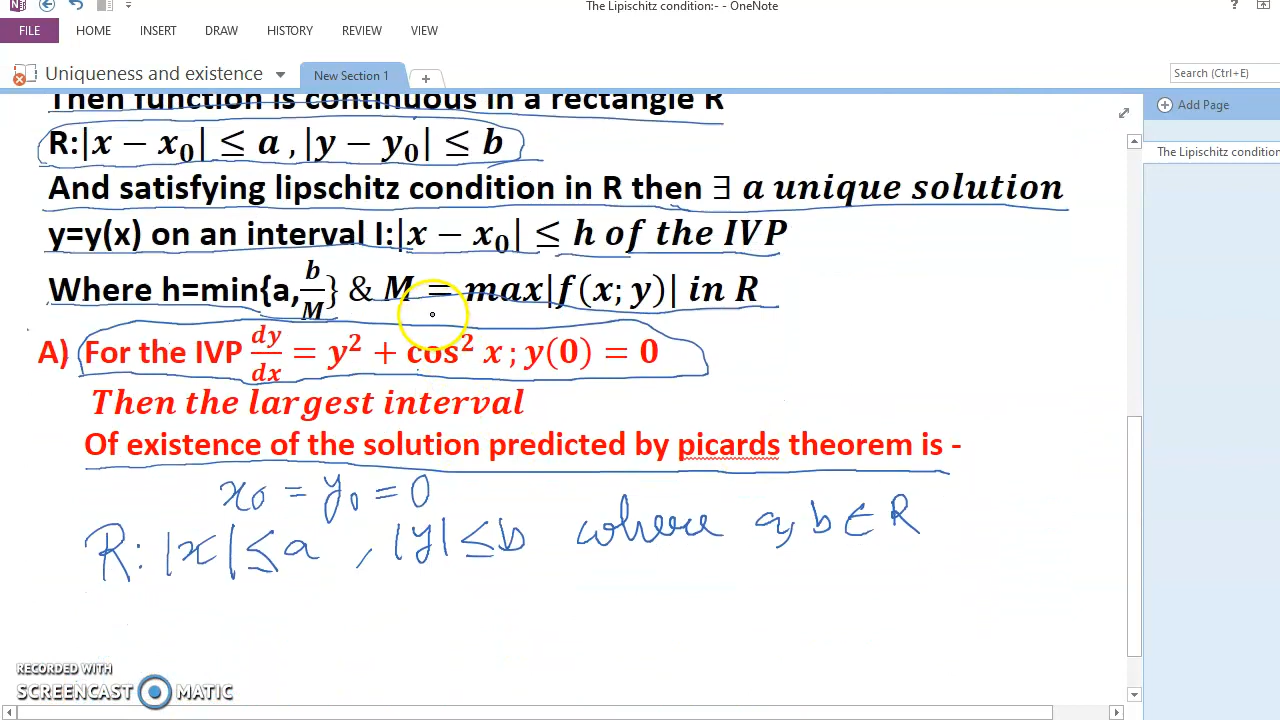 The Lipischitz condition:- - OneNote
FILE HOME INSERT DRAW HISTORY REVIEW VIEW
Uniqueness and existence New Section 1 + Search (Ctrl+E)
Add Page
The Lipschitz condition
Then function is continuous in a rectangle R
R:|x − x₀| ≤ a ,|y − y₀| ≤ b
And satisfying lipschitz condition in R then ∃ a unique solution
y=y(x) on an interval I:|x − x₀| ≤ h of the IVP
Where h=min{a,b/M} & M = max|f(x; y)| in R
A) For the IVP dy/dx = y² + cos² x ; y(0) = 0
Then the largest interval
Of existence of the solution predicted by picards theorem is -
x₀ = y₀ = 0
R: |x| ≤ a , |y| ≤ b where a, b ∈ R
RECORDED WITH
SCREENCAST MATIC